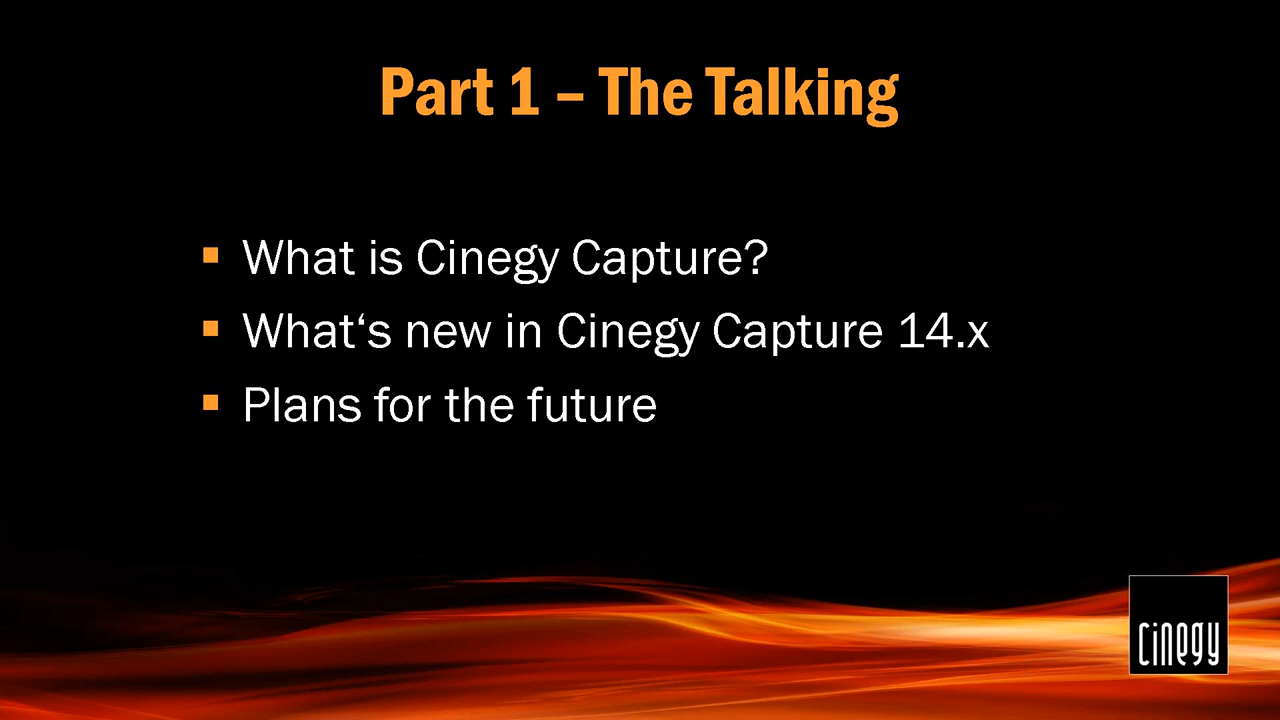 Part 1 – The Talking
▪ What is Cinegy Capture?
▪ What‘s new in Cinegy Capture 14.x
▪ Plans for the future
cinegy